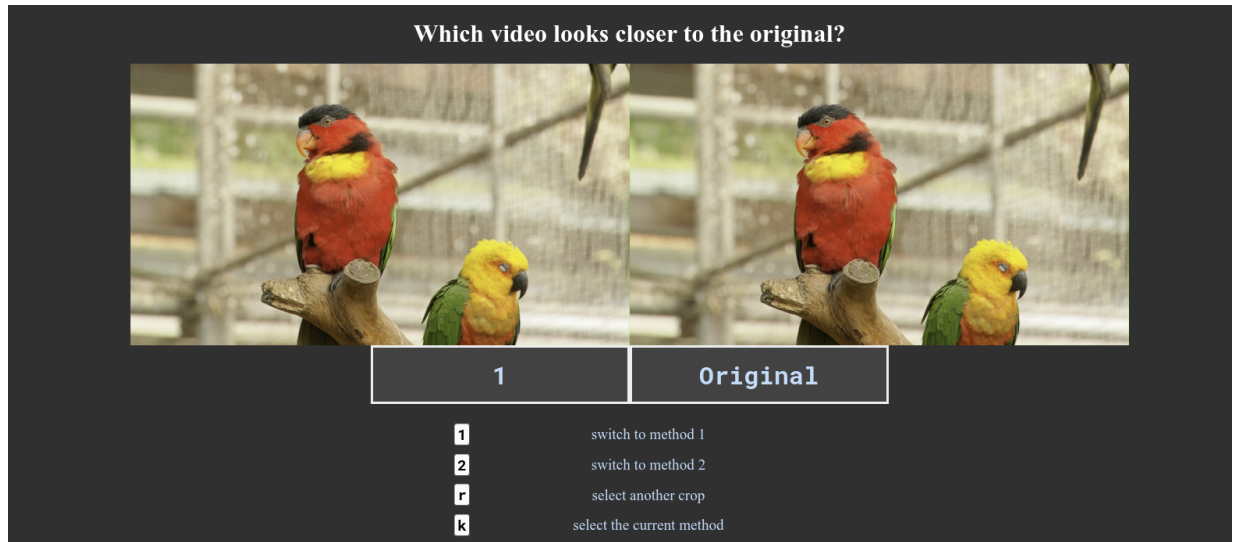 Which video looks closer to the original?
1 Original
1 switch to method 1
2 switch to method 2
r select another crop
k select the current method